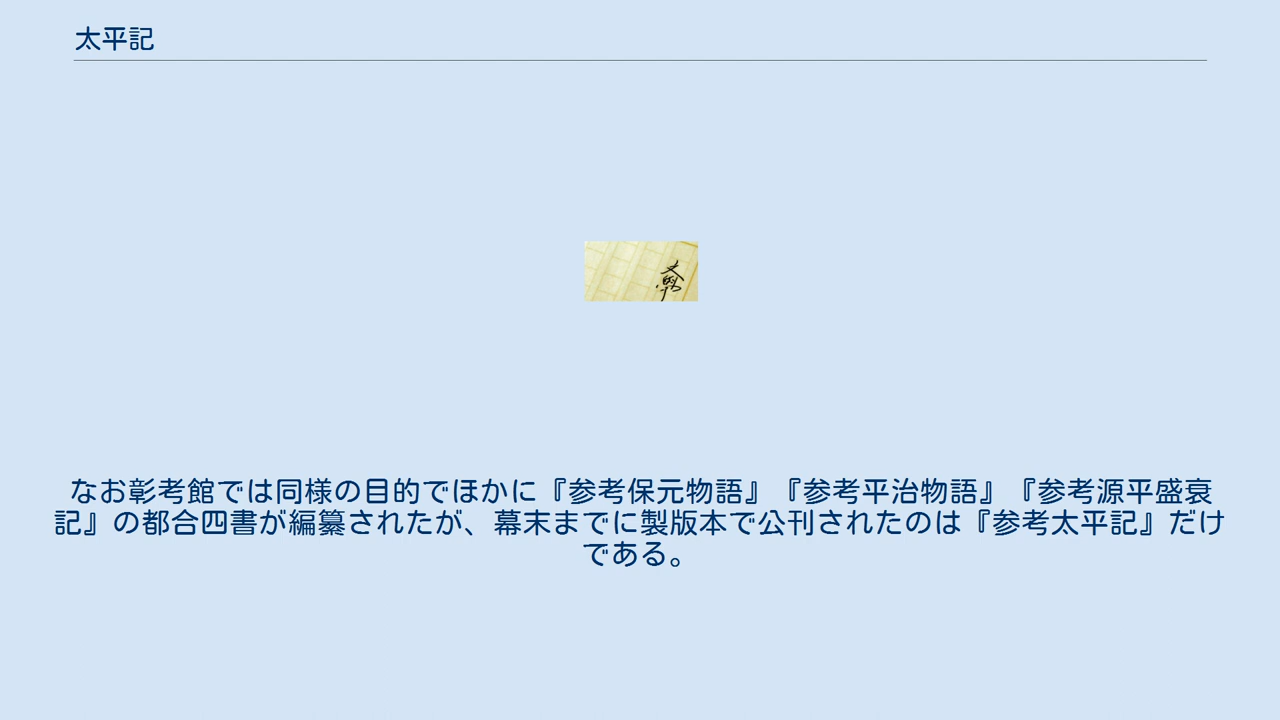 太平記
文学
なお彰考館では同様の目的でほかに『参考保元物語』『参考平治物語』『参考源平盛衰
記』の都合四書が編纂されたが、幕末までに製版本で公刊されたのは『参考太平記』だけ
である。